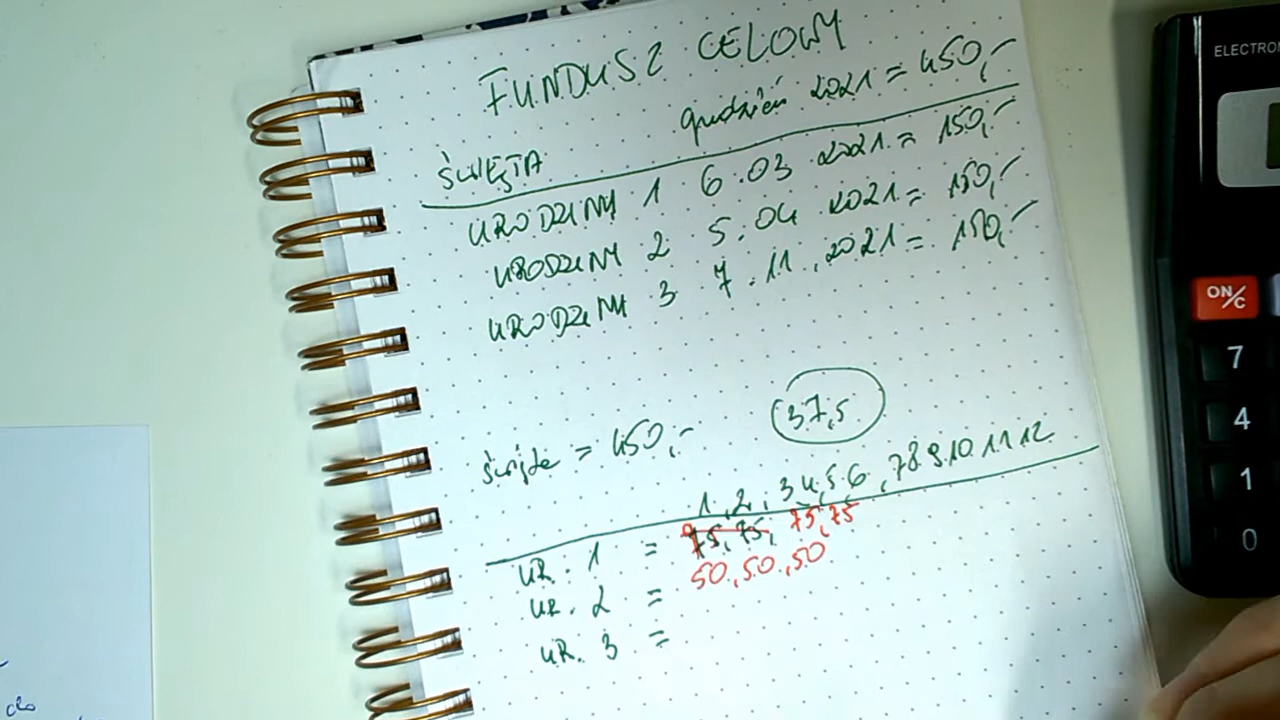 FUNDUSZ CELOWY
ŚWIĘTA grudzień 2021 = 450,-
URODZINY 1 6.03 2021 = 150,-
URODZINY 2 5.04 2021 = 150,-
URODZINY 3 7.11.2021 = 150,-
37,5
święta = 450,-
1, 2, 3 4, 5, 6, 7 8 9.10 11 12
UR. 1 = 75, 75, 75, 75
50, 50, 50
UR. 2 =
UR. 3 =
do
ELECTRO
ON/C
7
4
1
0